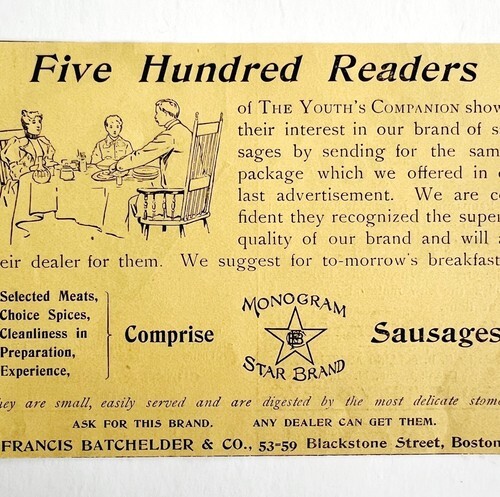 Five Hundred Readers
of THE YOUTH'S COMPANION show
their interest in our brand of s
sages by sending for the sam
package which we offered in
last advertisement. We are co
fident they recognized the supe
quality of our brand and will a
eir dealer for them. We suggest for to-morrow's breakfast
Selected Meats,
Choice Spices,
Cleanliness in
Preparation,
Experience,
Comprise
MONOGRAM
STAR BRAND
Sausages
hey are small, easily served and are digested by the most delicate stom
ASK FOR THIS BRAND. ANY DEALER CAN GET THEM.
FRANCIS BATCHELDER & CO., 53-59 Blackstone Street, Boston